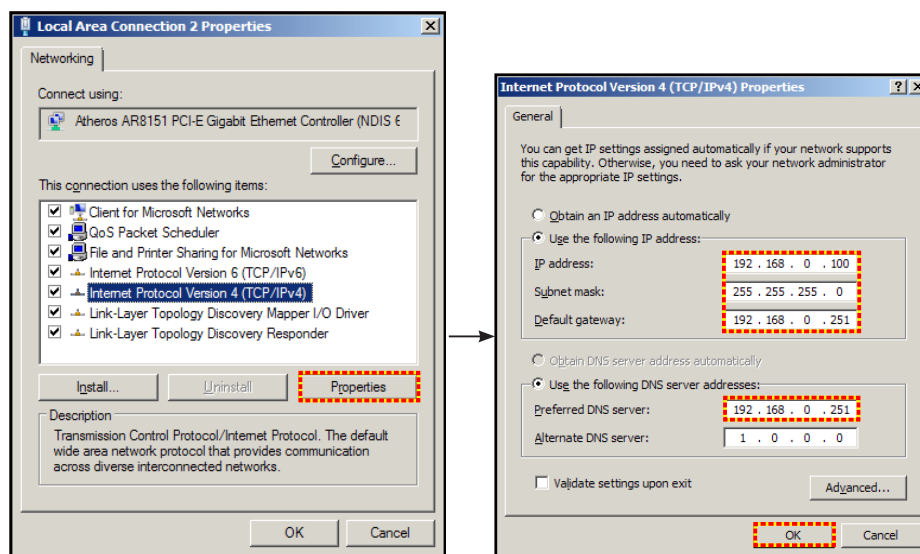 Local Area Connection 2 Properties
Networking
Connect using:
Atheros AR8151 PCI-E Gigabit Ethernet Controller (NDIS 6
Configure...
This connection uses the following items:
Client for Microsoft Networks
QoS Packet Scheduler
File and Printer Sharing for Microsoft Networks
Internet Protocol Version 6 (TCP/IPv6)
Internet Protocol Version 4 (TCP/IPv4)
Link-Layer Topology Discovery Mapper I/O Driver
Link-Layer Topology Discovery Responder
Install...
Uninstall
Properties
Description
Transmission Control Protocol/Internet Protocol. The default
wide area network protocol that provides communication
across diverse interconnected networks.
OK
Cancel
Internet Protocol Version 4 (TCP/IPv4) Properties
General
You can get IP settings assigned automatically if your network supports
this capability. Otherwise, you need to ask your network administrator
for the appropriate IP settings.
Obtain an IP address automatically
Use the following IP address:
IP address: 192 . 168 . 0 . 100
Subnet mask: 255 . 255 . 255 . 0
Default gateway: 192 . 168 . 0 . 251
Obtain DNS server address automatically
Use the following DNS server addresses:
Preferred DNS server: 192 . 168 . 0 . 251
Alternate DNS server: 1 . 0 . 0 . 0
Validate settings upon exit
Advanced...
OK
Cancel